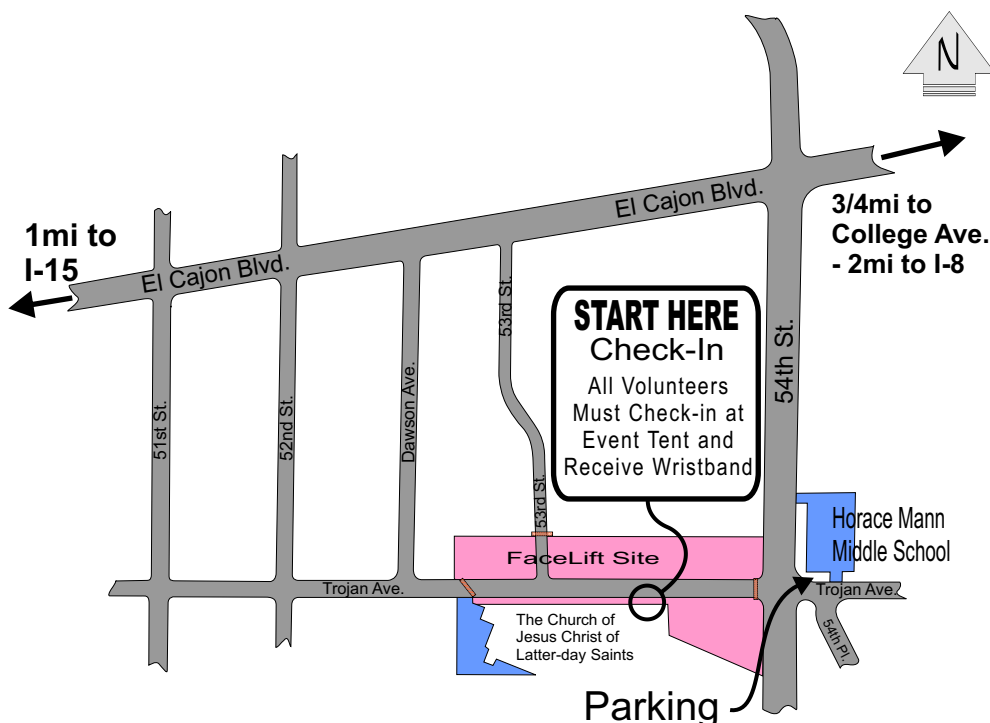 N
El Cajon Blvd.
3/4mi to
College Ave.
- 2mi to I-8
1mi to
I-15
El Cajon Blvd.
53rd St.
START HERE
Check-In
All Volunteers
Must Check-in at
Event Tent and
Receive Wristband
54th St.
51st St.
52nd St.
Dawson Ave.
53rd St.
Horace Mann
Middle School
FaceLift Site
Trojan Ave.
Trojan Ave.
The Church of
Jesus Christ of
Latter-day Saints
54th Pl.
Parking